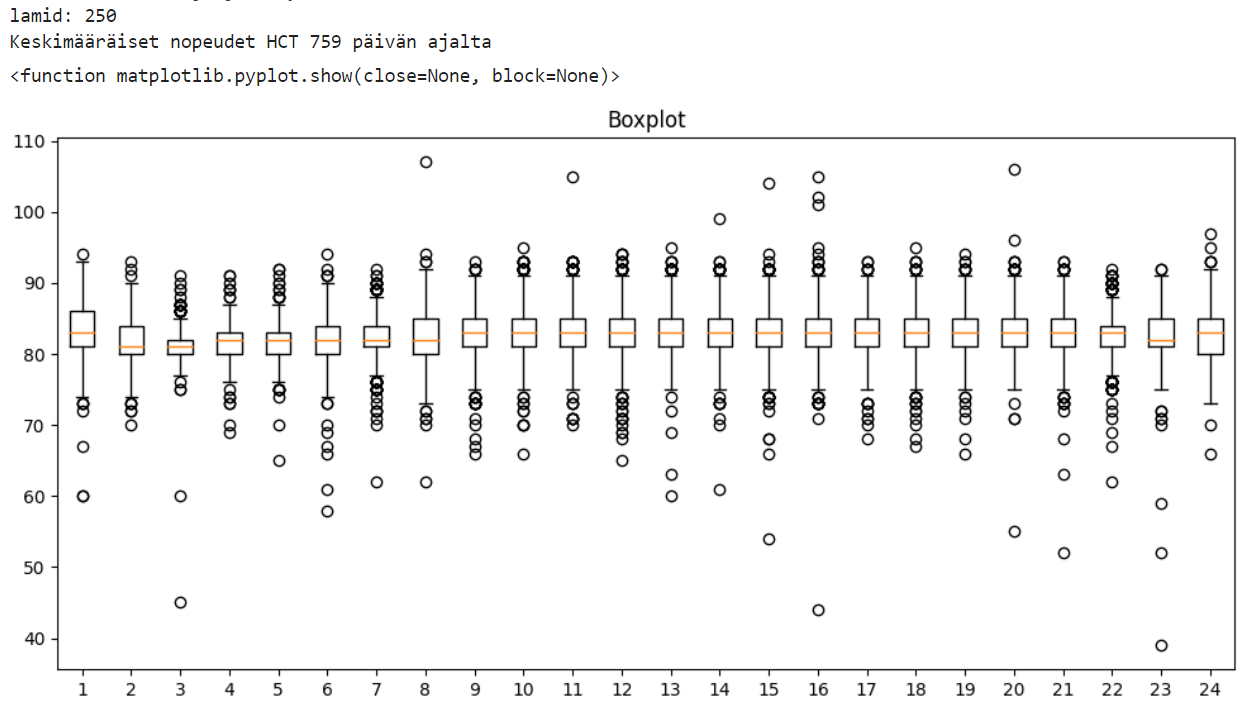 lamid: 250
Keskimääräiset nopeudet HCT 759 päivän ajalta
<function matplotlib.pyplot.show(close=None, block=None)>
Boxplot
110
100
90
80
70
60
50
40
1 2 3 4 5 6 7 8 9 10 11 12 13 14 15 16 17 18 19 20 21 22 23 24